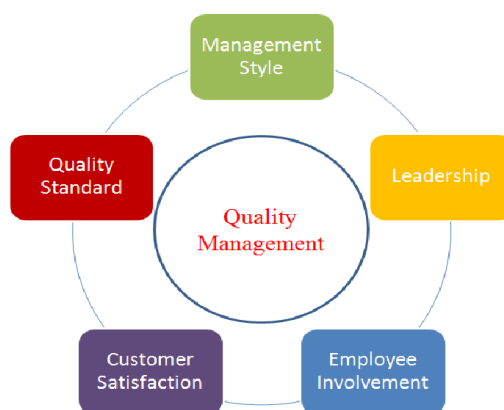 Management
Style
Quality
Standard
Leadership
Quality
Management
Customer
Satisfaction
Employee
Involvement